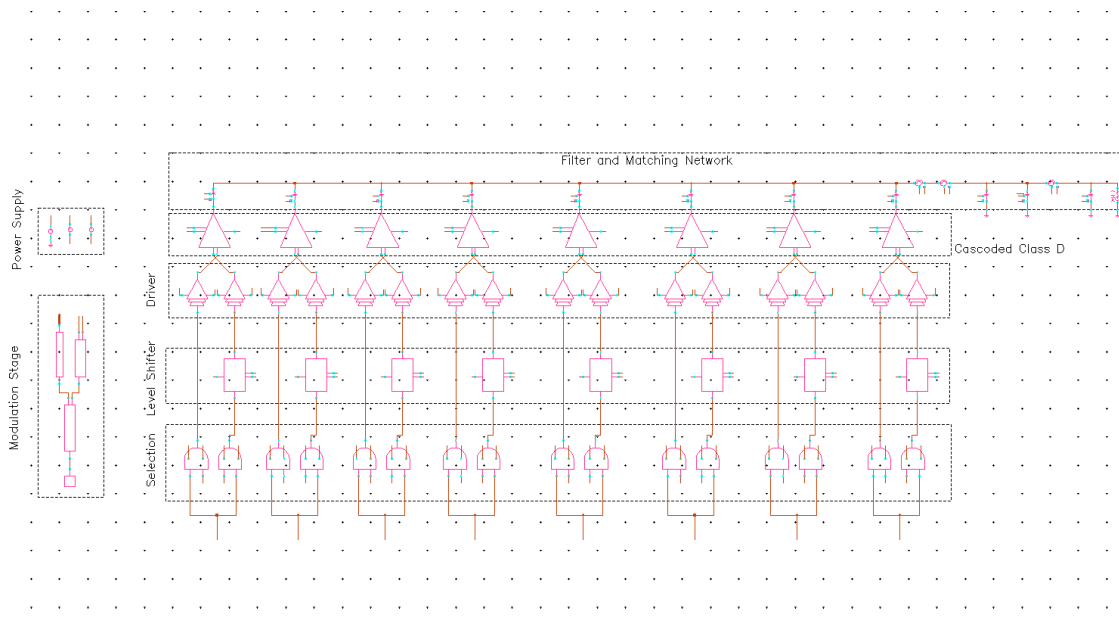 Filter and Matching Network
Power Supply
Cascoded Class D
Driver
Level Shifter
Modulation Stage
Selection